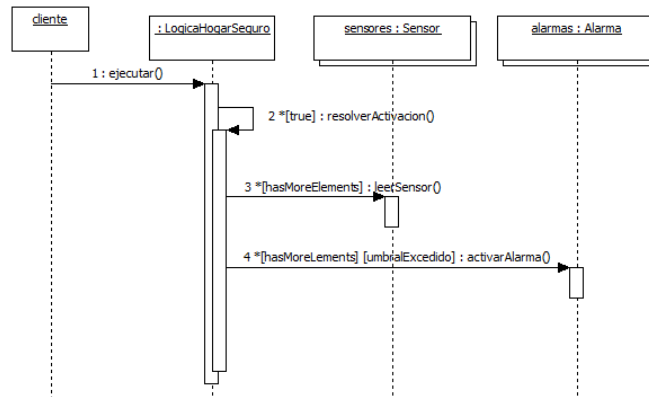 cliente
: LogicaHogarSeguro
sensores : Sensor
alarmas : Alarma
1 : ejecutar()
2 *[true] : resolverActivacion()
3 *[hasMoreElements] : leerSensor()
4 *[hasMoreLements] [umbralExcedido] : activarAlarma()